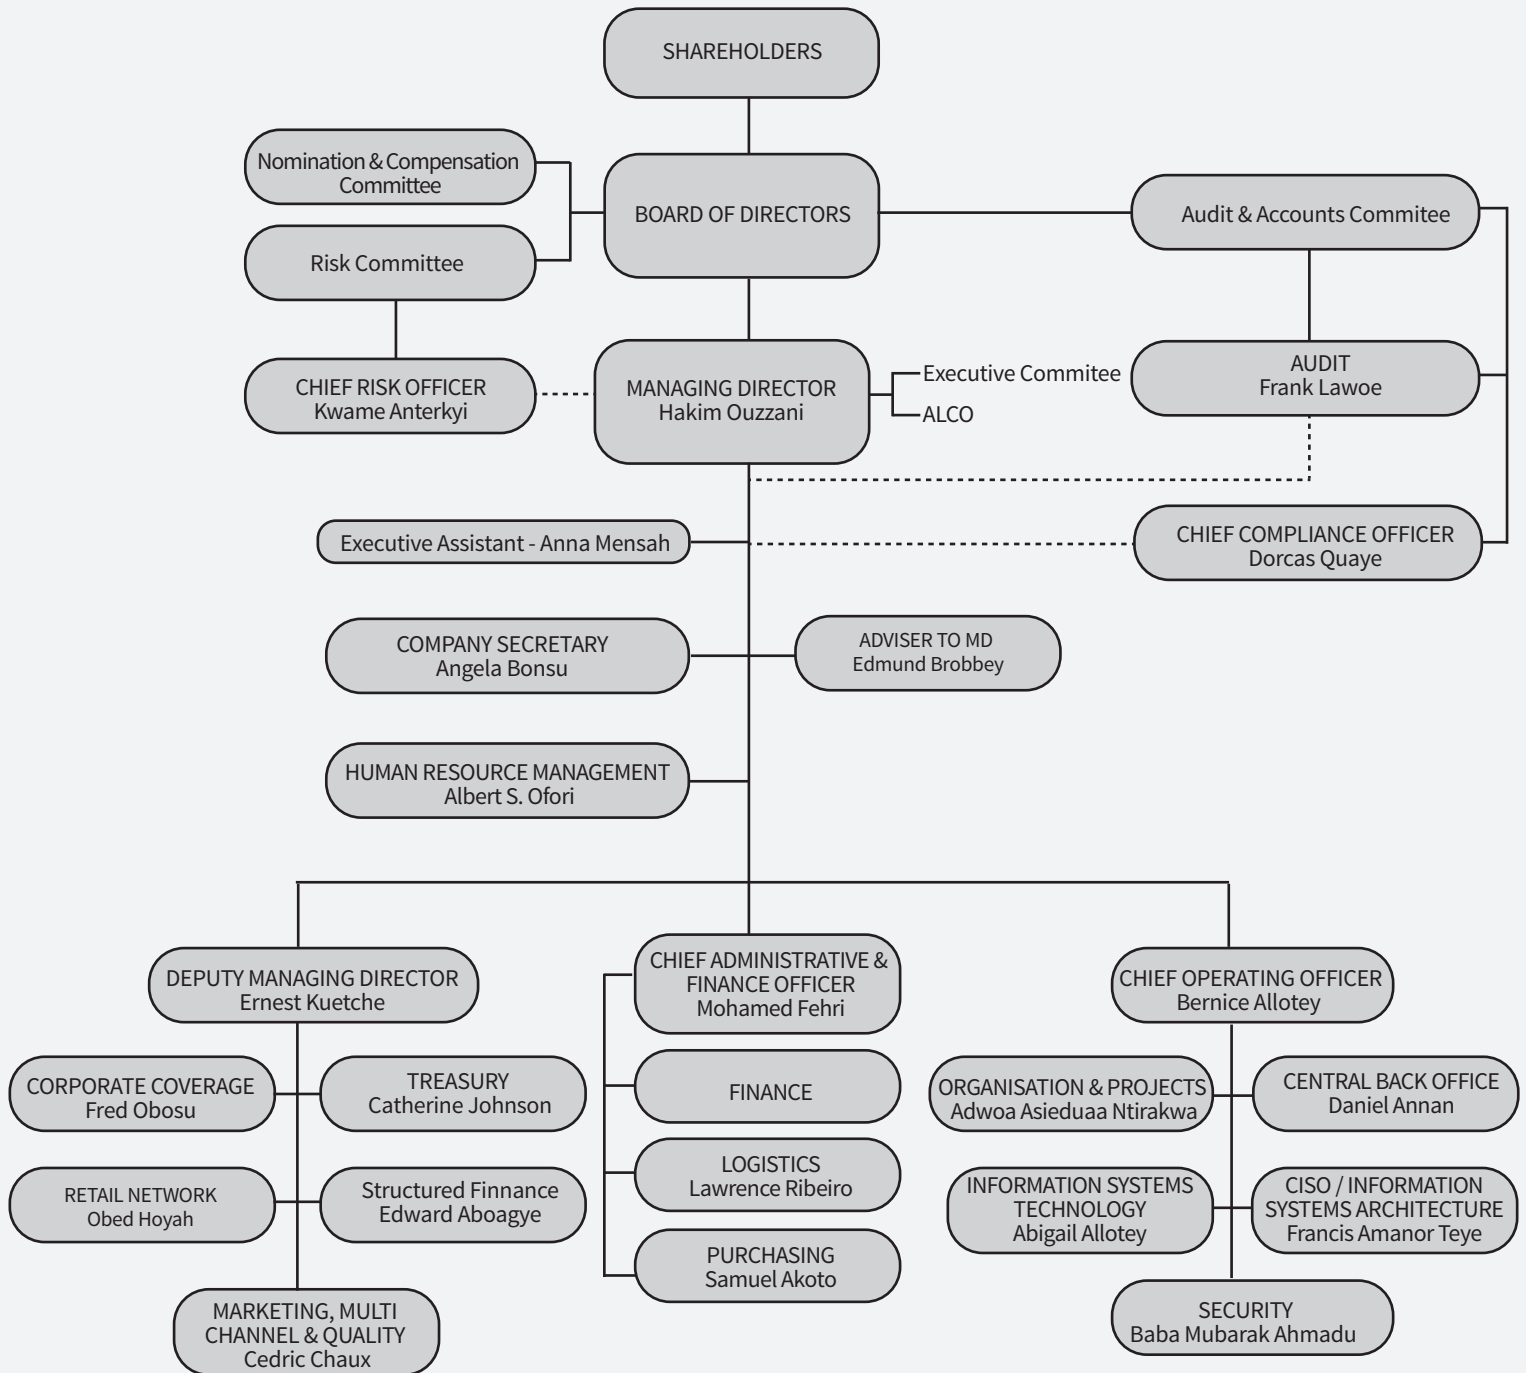 SHAREHOLDERS
Nomination & Compensation
Committee
BOARD OF DIRECTORS
Audit & Accounts Commitee
Risk Committee
CHIEF RISK OFFICER
Kwame Anterkyi
MANAGING DIRECTOR
Hakim Ouzzani
Executive Commitee
ALCO
AUDIT
Frank Lawoe
Executive Assistant - Anna Mensah
CHIEF COMPLIANCE OFFICER
Dorcas Quaye
COMPANY SECRETARY
Angela Bonsu
ADVISER TO MD
Edmund Brobbey
HUMAN RESOURCE MANAGEMENT
Albert S. Ofori
DEPUTY MANAGING DIRECTOR
Ernest Kuetche
CHIEF ADMINISTRATIVE &
FINANCE OFFICER
Mohamed Fehri
CHIEF OPERATING OFFICER
Bernice Allotey
CORPORATE COVERAGE
Fred Obosu
TREASURY
Catherine Johnson
FINANCE
ORGANISATION & PROJECTS
Adwoa Asieduaa Ntirakwa
CENTRAL BACK OFFICE
Daniel Annan
RETAIL NETWORK
Obed Hoyah
Structured Finnance
Edward Aboagye
LOGISTICS
Lawrence Ribeiro
INFORMATION SYSTEMS
TECHNOLOGY
Abigail Allotey
CISO / INFORMATION
SYSTEMS ARCHITECTURE
Francis Amanor Teye
PURCHASING
Samuel Akoto
MARKETING, MULTI
CHANNEL & QUALITY
Cedric Chaux
SECURITY
Baba Mubarak Ahmadu